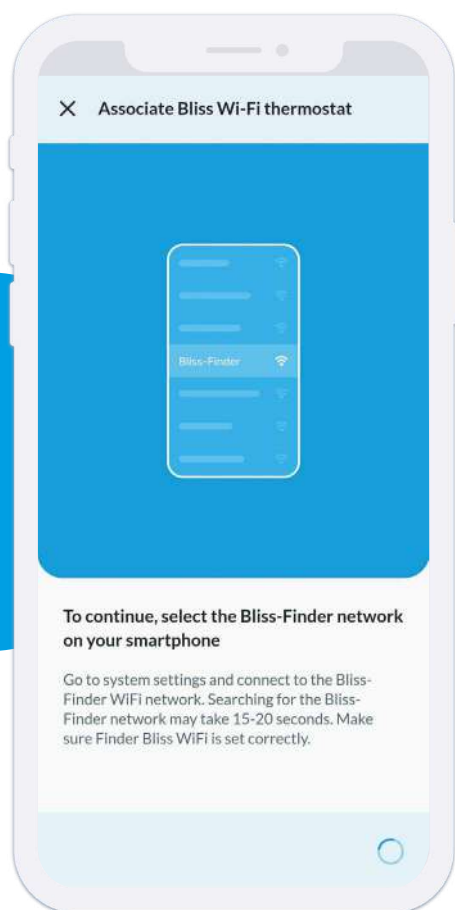 Associate Bliss Wi-Fi thermostat
Bliss-Finder
To continue, select the Bliss-Finder network
on your smartphone
Go to system settings and connect to the Bliss-
Finder WiFi network. Searching for the Bliss-
Finder network may take 15-20 seconds. Make
sure Finder Bliss WiFi is set correctly.